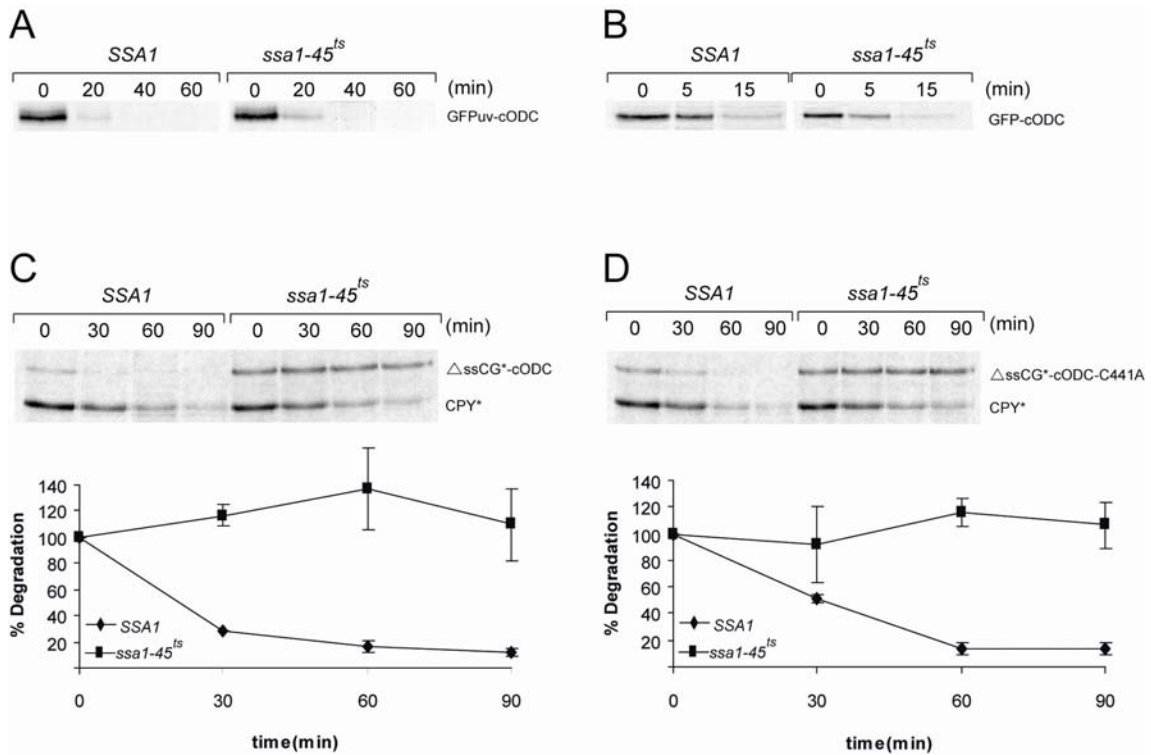 A
SSA1 ssa1-45ts
0 20 40 60 0 20 40 60 (min)
GFPuv-cODC
B
SSA1 ssa1-45ts
0 5 15 0 5 15 (min)
GFP-cODC
C
SSA1 ssa1-45ts
0 30 60 90 0 30 60 90 (min)
△ssCG*-cODC
CPY*
% Degradation
140
120
100
80
60
40
20
SSA1
ssa1-45ts
0 30 60 90
time(min)
D
SSA1 ssa1-45ts
0 30 60 90 0 30 60 90 (min)
△ssCG*-cODC-C441A
CPY*
% Degradation
140
120
100
80
60
40
20
SSA1
ssa1-45ts
0 30 60 90
time(min)